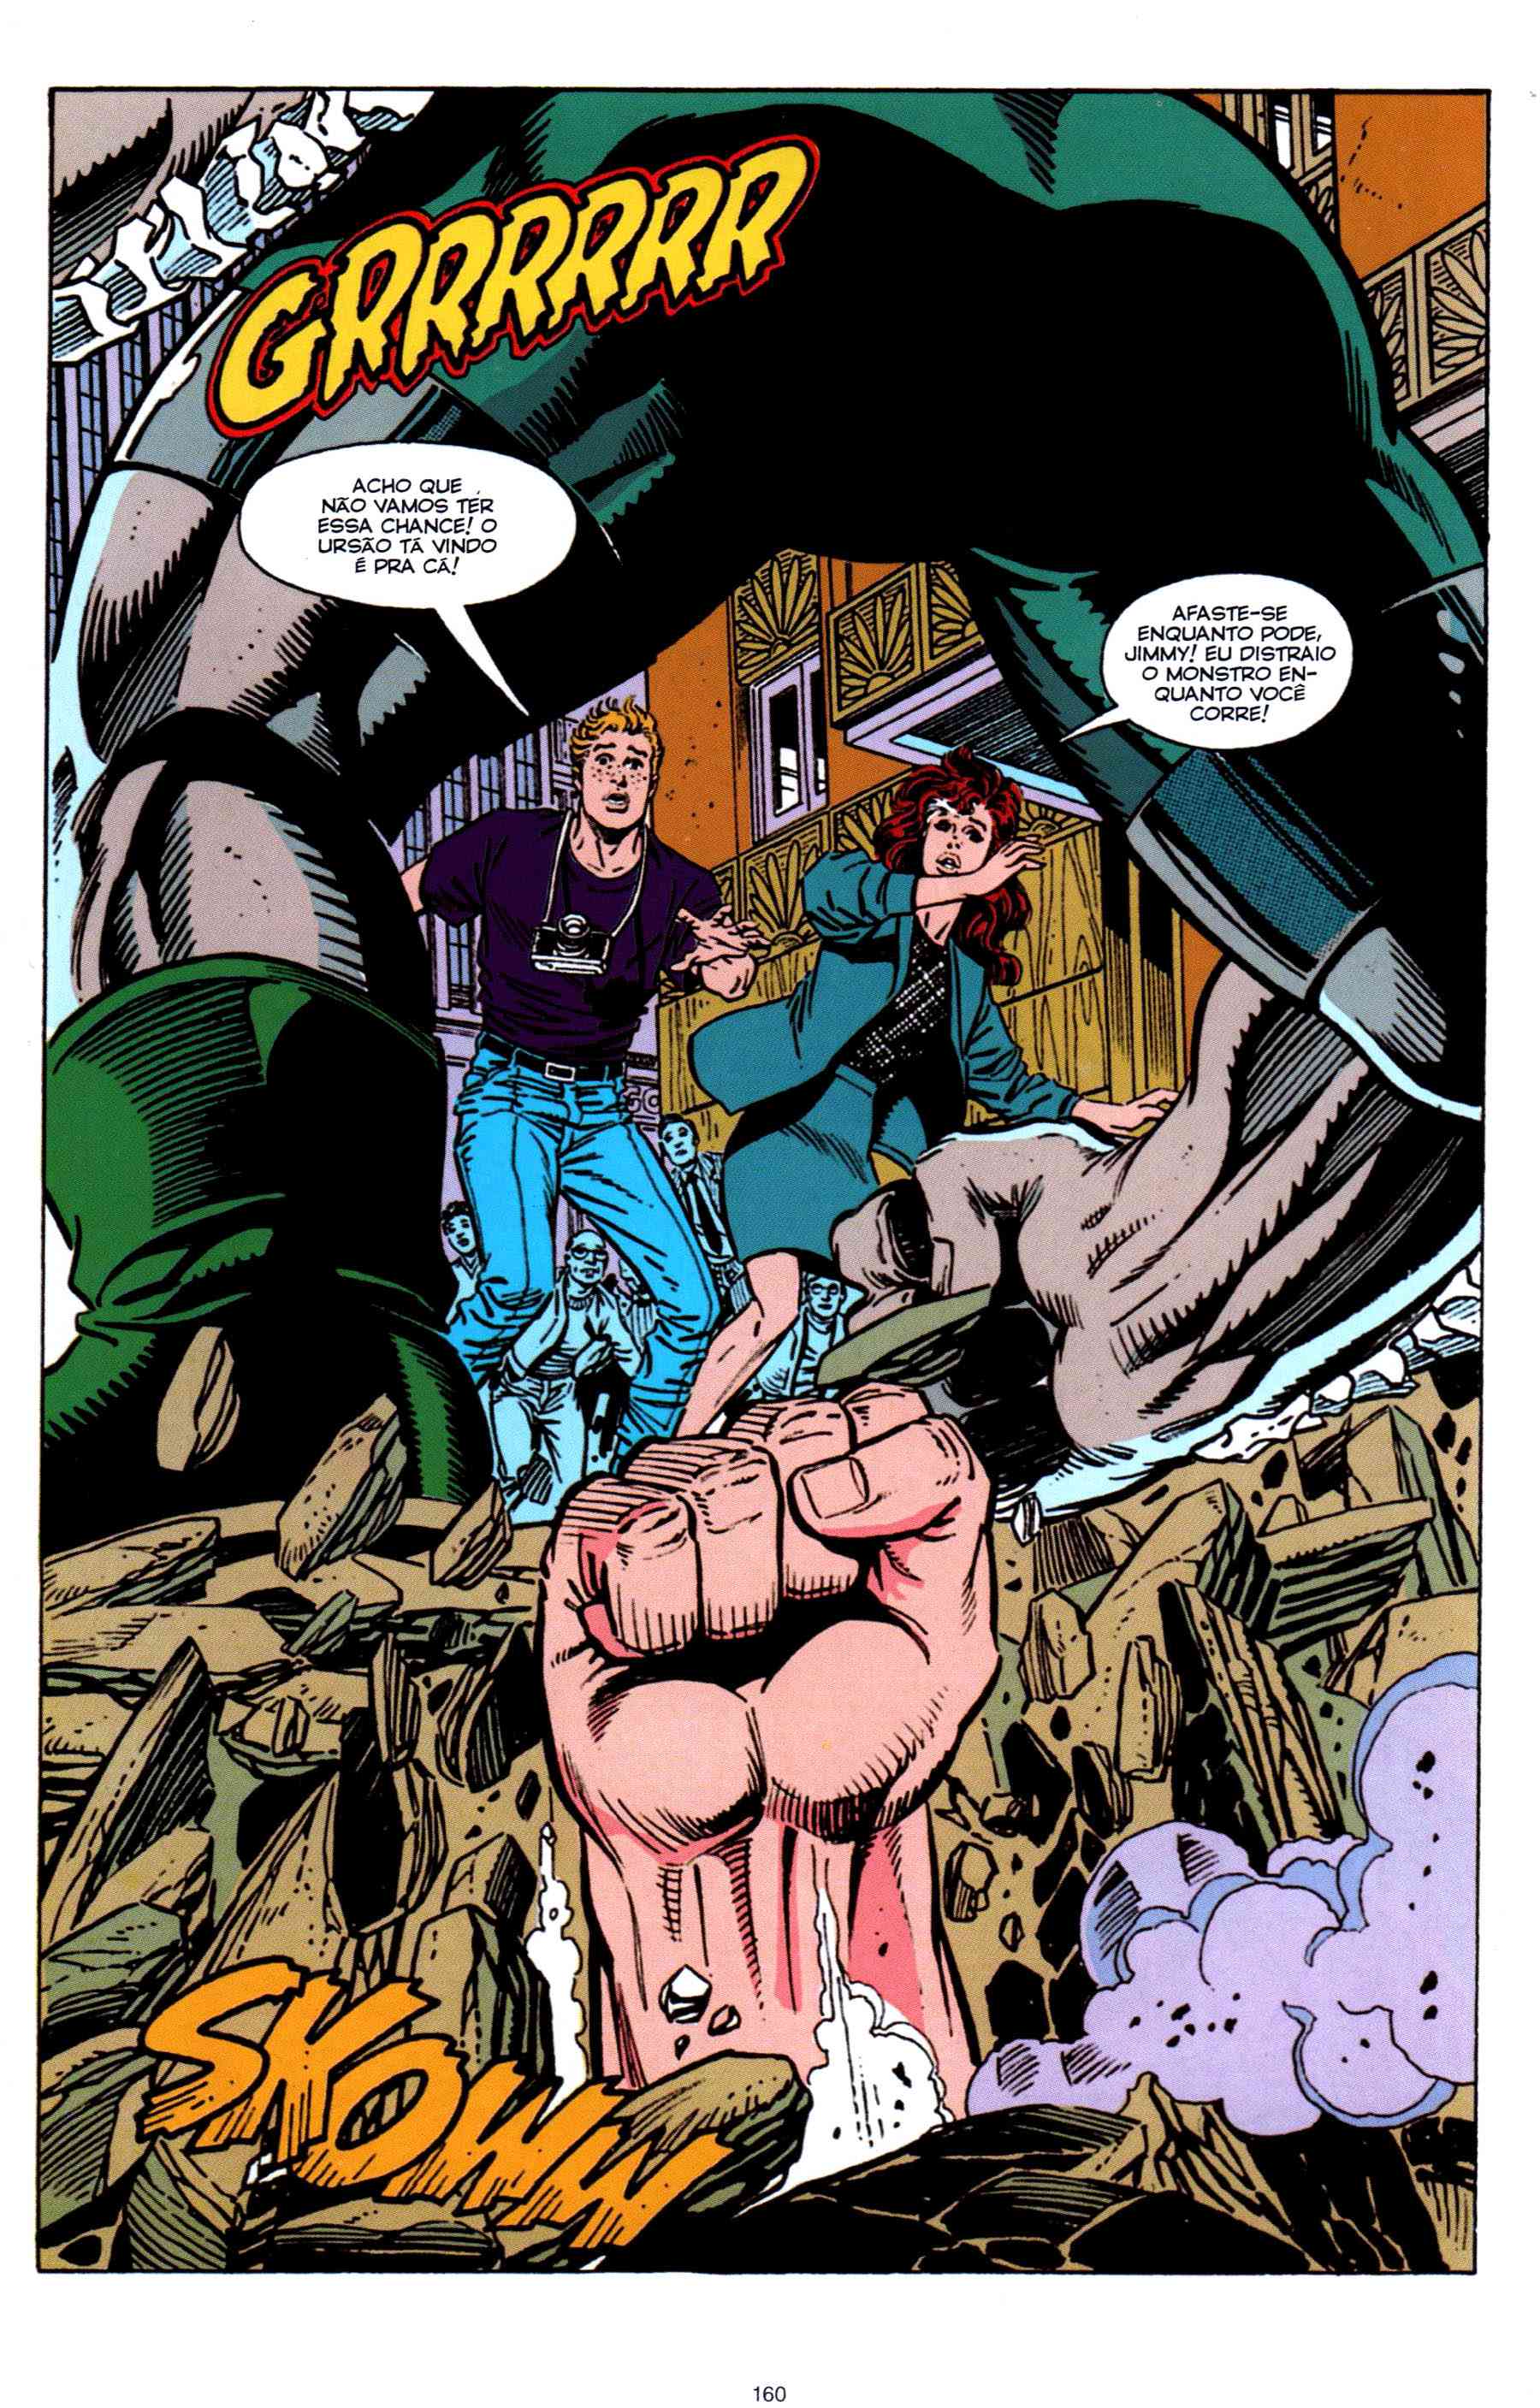 GRRRRRR
ACHO QUE
NÃO VAMOS TER
ESSA CHANCE! O
URSÃO TÁ VINDO
É PRA CÁ!
AFASTE-SE
ENQUANTO PODE,
JIMMY! EU DISTRAIO
O MONSTRO EN-
QUANTO VOCÊ
CORRE!
SKOWW
160